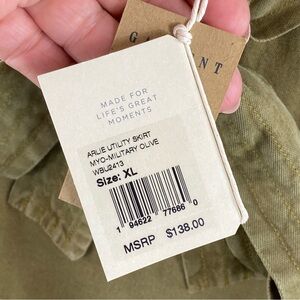 MADE FOR
LIFE'S GREAT
MOMENTS
ARLIE UTILITY SKIRT
MYO-MILITARY OLIVE
WBU2413
Size: XL
1 94622 77686 0
MSRP $138.00